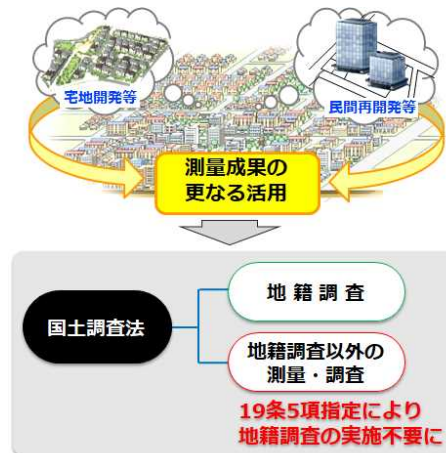 宅地開発等
民間再開発等
測量成果の
更なる活用
国土調査法
地籍調査
地籍調査以外の
測量・調査
19条5項指定により
地籍調査の実施不要に